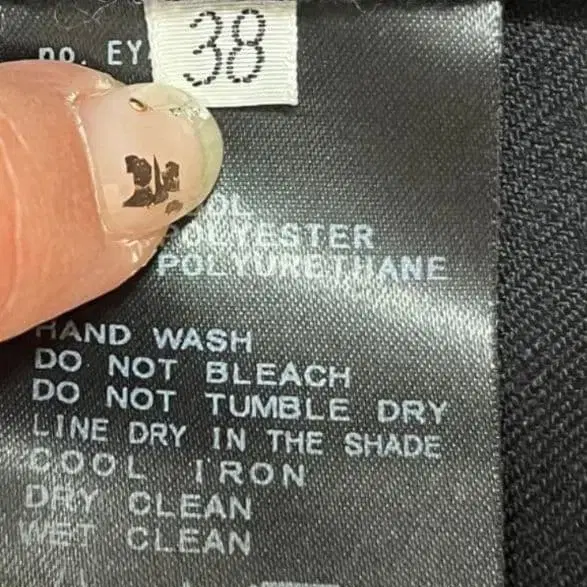 38
no. EY
OL
POLYESTER
POLYURETHANE
HAND WASH
DO NOT BLEACH
DO NOT TUMBLE DRY
LINE DRY IN THE SHADE
COOL IRON
DRY CLEAN
WET CLEAN